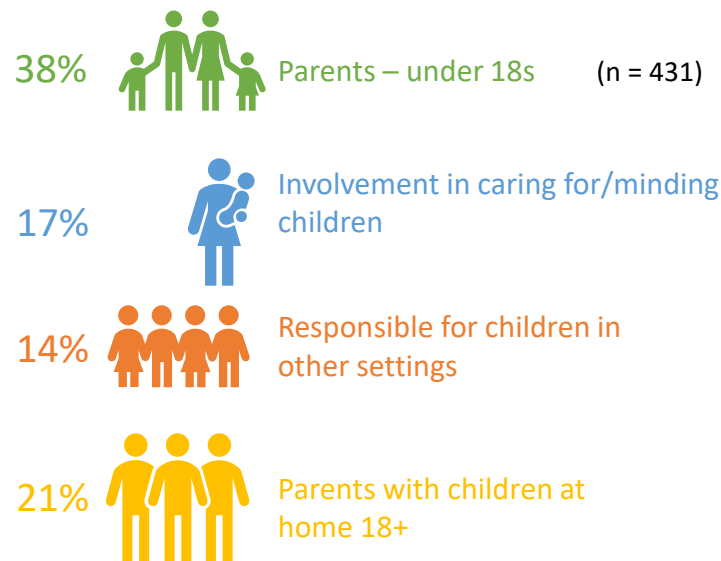 38% Parents – under 18s (n = 431)
17% Involvement in caring for/minding
children
14% Responsible for children in
other settings
21% Parents with children at
home 18+